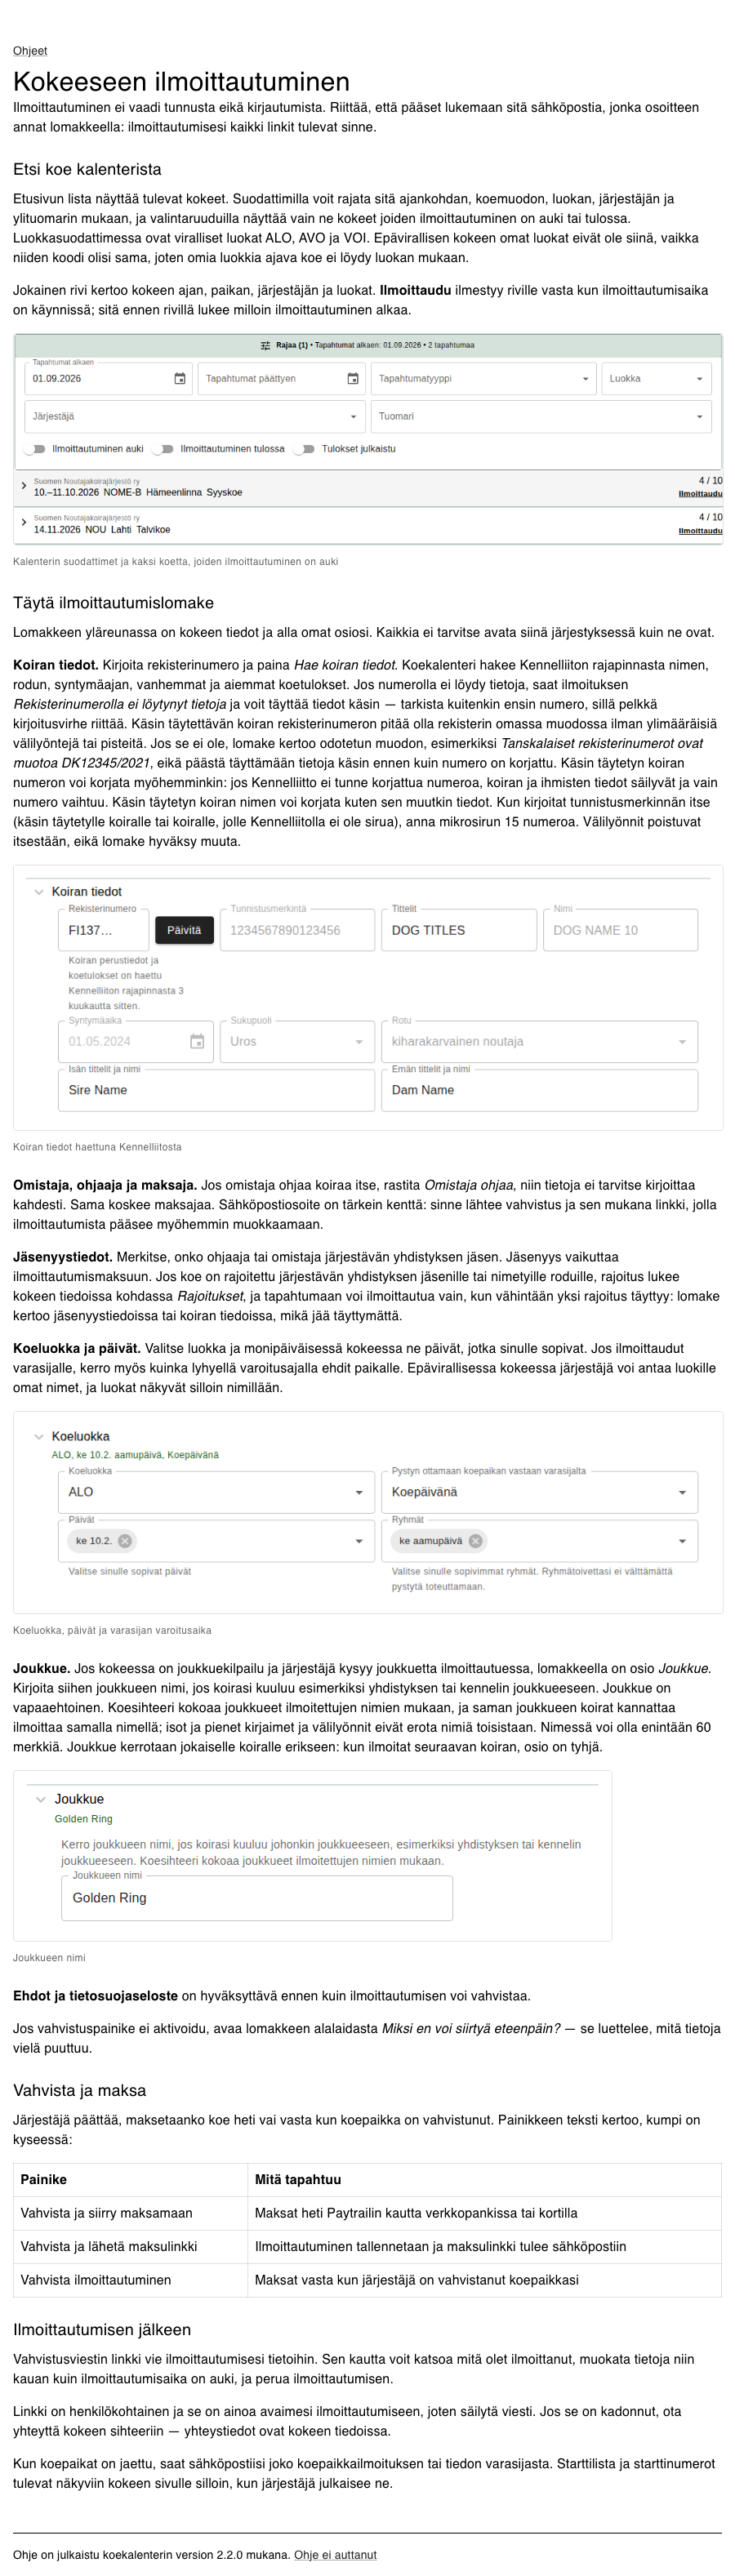 Ohjeet
Kokeeseen ilmoittautuminen
Ilmoittautuminen ei vaadi tunnusta eikä kirjautumista. Riittää, että pääset lukemaan sitä sähköpostia, jonka osoitteen
annat lomakkeella: ilmoittautumisesi kaikki linkit tulevat sinne.
Etsi koe kalenterista
Etusivun lista näyttää tulevat kokeet. Suodattimilla voit rajata sitä ajankohdan, koemuodon, luokan, järjestäjän ja
ylituomarin mukaan, ja valintaruuduilla näyttää vain ne kokeet joiden ilmoittautuminen on auki tai tulossa.
Luokkasuodattimessa ovat viralliset luokat ALO, AVO ja VOI. Epävirallisen kokeen omat luokat eivät ole siinä, vaikka
niiden koodi olisi sama, joten omia luokkia ajava koe ei löydy luokan mukaan.
Jokainen rivi kertoo kokeen ajan, paikan, järjestäjän ja luokat. Ilmoittaudu ilmestyy riville vasta kun ilmoittautumisaika
on käynnissä; sitä ennen rivillä lukee milloin ilmoittautuminen alkaa.
Rajaa (1) • Tapahtumat alkaen: 01.09.2026 • 2 tapahtumaa
Tapahtumat alkaen
01.09.2026
Tapahtumat päättyen
Tapahtumatyyppi
Luokka
Järjestäjä
Tuomari
Ilmoittautuminen auki
Ilmoittautuminen tulossa
Tulokset julkaistu
Suomen Noutajakoirajärjestö ry
4 / 10
10.–11.10.2026 NOME-B Hämeenlinna Syyskoe
Ilmoittaudu
Suomen Noutajakoirajärjestö ry
4 / 10
14.11.2026 NOU Lahti Talvikoe
Ilmoittaudu
Kalenterin suodattimet ja kaksi koetta, joiden ilmoittautuminen on auki
Täytä ilmoittautumislomake
Lomakkeen yläreunassa on kokeen tiedot ja alla omat osiosi. Kaikkia ei tarvitse avata siinä järjestyksessä kuin ne ovat.
Koiran tiedot. Kirjoita rekisterinumero ja paina Hae koiran tiedot. Koekalenteri hakee Kennelliiton rajapinnasta nimen,
rodun, syntymäajan, vanhemmat ja aiemmat koetulokset. Jos numerolla ei löydy tietoja, saat ilmoituksen
Rekisterinumerolla ei löytynyt tietoja ja voit täyttää tiedot käsin — tarkista kuitenkin ensin numero, sillä pelkkä
kirjoitusvirhe riittää. Käsin täytettävän koiran rekisterinumeron pitää olla rekisterin omassa muodossa ilman ylimääräisiä
välilyöntejä tai pisteitä. Jos se ei ole, lomake kertoo odotetun muodon, esimerkiksi Tanskalaiset rekisterinumerot ovat
muotoa DK12345/2021, eikä päästä täyttämään tietoja käsin ennen kuin numero on korjattu. Käsin täytetyn koiran
numeron voi korjata myöhemminkin: jos Kennelliitto ei tunne korjattua numeroa, koiran ja ihmisten tiedot säilyvät ja vain
numero vaihtuu. Käsin täytetyn koiran nimen voi korjata kuten sen muutkin tiedot. Kun kirjoitat tunnistusmerkinnän itse
(käsin täytetylle koiralle tai koiralle, jolle Kennelliitolla ei ole sirua), anna mikrosirun 15 numeroa. Välilyönnit poistuvat
itsestään, eikä lomake hyväksy muuta.
Koiran tiedot
Rekisterinumero
FI137…
Päivitä
Tunnistusmerkintä
1234567890123456
Tittelit
DOG TITLES
Nimi
DOG NAME 10
Koiran perustiedot ja
koetulokset on haettu
Kennelliiton rajapinnasta 3
kuukautta sitten.
Syntymäaika
01.05.2024
Sukupuoli
Uros
Rotu
kiharakarvainen noutaja
Isän tittelit ja nimi
Sire Name
Emän tittelit ja nimi
Dam Name
Koiran tiedot haettuna Kennelliitosta
Omistaja, ohjaaja ja maksaja. Jos omistaja ohjaa koiraa itse, rastita Omistaja ohjaa, niin tietoja ei tarvitse kirjoittaa
kahdesti. Sama koskee maksajaa. Sähköpostiosoite on tärkein kenttä: sinne lähtee vahvistus ja sen mukana linkki, jolla
ilmoittautumista pääsee myöhemmin muokkaamaan.
Jäsenyystiedot. Merkitse, onko ohjaaja tai omistaja järjestävän yhdistyksen jäsen. Jäsenyys vaikuttaa
ilmoittautumismaksuun. Jos koe on rajoitettu järjestävän yhdistyksen jäsenille tai nimetyille roduille, rajoitus lukee
kokeen tiedoissa kohdassa Rajoitukset, ja tapahtumaan voi ilmoittautua vain, kun vähintään yksi rajoitus täyttyy: lomake
kertoo jäsenyystiedoissa tai koiran tiedoissa, mikä jää täyttymättä.
Koeluokka ja päivät. Valitse luokka ja monipäiväisessä kokeessa ne päivät, jotka sinulle sopivat. Jos ilmoittaudut
varasijalle, kerro myös kuinka lyhyellä varoitusajalla ehdit paikalle. Epävirallisessa kokeessa järjestäjä voi antaa luokille
omat nimet, ja luokat näkyvät silloin nimillään.
Koeluokka
ALO, ke 10.2. aamupäivä, Koepäivänä
Koeluokka
ALO
Pystyn ottamaan koepaikan vastaan varasijalta
Koepäivänä
Päivät
ke 10.2.
Ryhmät
ke aamupäivä
Valitse sinulle sopivat päivät
Valitse sinulle sopivimmat ryhmät. Ryhmätoivettasi ei välttämättä
pystytä toteuttamaan.
Koeluokka, päivät ja varasijan varoitusaika
Joukkue. Jos kokeessa on joukkuekilpailu ja järjestäjä kysyy joukkuetta ilmoittautuessa, lomakkeella on osio Joukkue.
Kirjoita siihen joukkueen nimi, jos koirasi kuuluu esimerkiksi yhdistyksen tai kennelin joukkueeseen. Joukkue on
vapaaehtoinen. Koesihteeri kokoaa joukkueet ilmoitettujen nimien mukaan, ja saman joukkueen koirat kannattaa
ilmoittaa samalla nimellä; isot ja pienet kirjaimet ja välilyönnit eivät erota nimiä toisistaan. Nimessä voi olla enintään 60
merkkiä. Joukkue kerrotaan jokaiselle koiralle erikseen: kun ilmoitat seuraavan koiran, osio on tyhjä.
Joukkue
Golden Ring
Kerro joukkueen nimi, jos koirasi kuuluu johonkin joukkueeseen, esimerkiksi yhdistyksen tai kennelin
joukkueeseen. Koesihteeri kokoaa joukkueet ilmoitettujen nimien mukaan.
Joukkueen nimi
Golden Ring
Joukkueen nimi
Ehdot ja tietosuojaseloste on hyväksyttävä ennen kuin ilmoittautumisen voi vahvistaa.
Jos vahvistuspainike ei aktivoidu, avaa lomakkeen alalaidasta Miksi en voi siirtyä eteenpäin? — se luettelee, mitä tietoja
vielä puuttuu.
Vahvista ja maksa
Järjestäjä päättää, maksetaanko koe heti vai vasta kun koepaikka on vahvistunut. Painikkeen teksti kertoo, kumpi on
kyseessä:
Painike
Mitä tapahtuu
Vahvista ja siirry maksamaan
Maksat heti Paytrailin kautta verkkopankissa tai kortilla
Vahvista ja lähetä maksulinkki
Ilmoittautuminen tallennetaan ja maksulinkki tulee sähköpostiin
Vahvista ilmoittautuminen
Maksat vasta kun järjestäjä on vahvistanut koepaikkasi
Ilmoittautumisen jälkeen
Vahvistusviestin linkki vie ilmoittautumisesi tietoihin. Sen kautta voit katsoa mitä olet ilmoittanut, muokata tietoja niin
kauan kuin ilmoittautumisaika on auki, ja perua ilmoittautumisen.
Linkki on henkilökohtainen ja se on ainoa avaimesi ilmoittautumiseen, joten säilytä viesti. Jos se on kadonnut, ota
yhteyttä kokeen sihteeriin — yhteystiedot ovat kokeen tiedoissa.
Kun koepaikat on jaettu, saat sähköpostiisi joko koepaikkailmoituksen tai tiedon varasijasta. Starttilista ja starttinumerot
tulevat näkyviin kokeen sivulle silloin, kun järjestäjä julkaisee ne.
Ohje on julkaistu koekalenterin version 2.2.0 mukana. Ohje ei auttanut